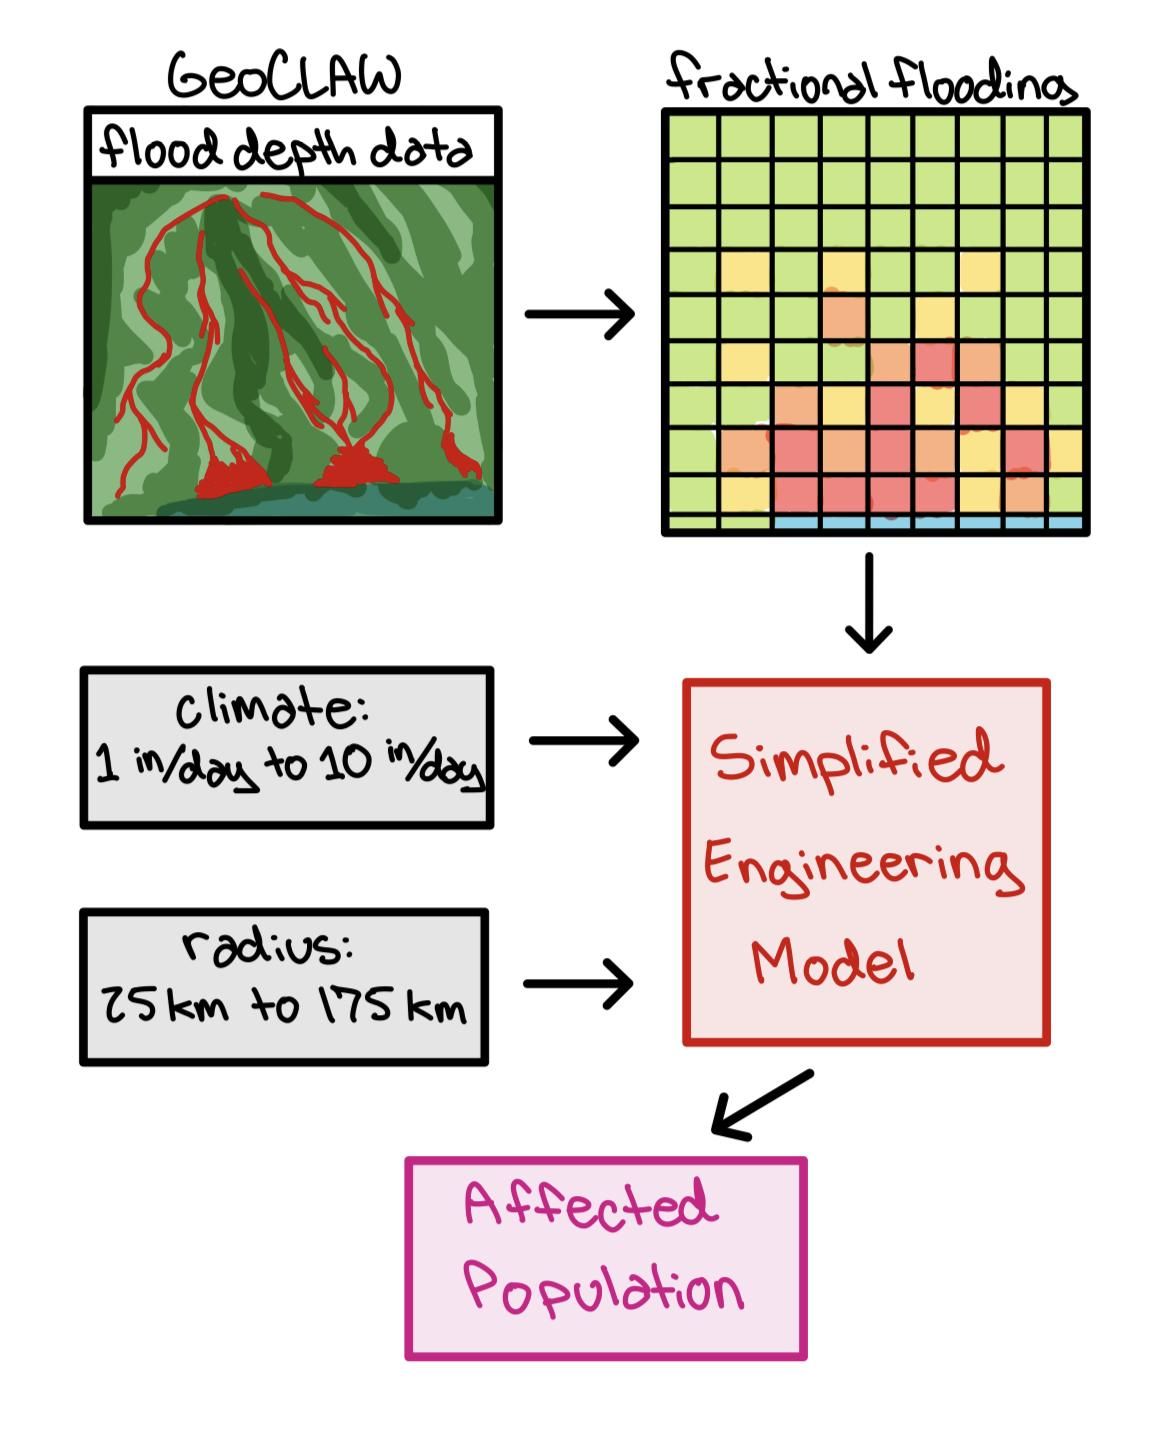 GeoCLAW
flood depth data
fractional flooding
climate:
1 in/day to 10 in/day
radius:
25 km to 175 km
Simplified
Engineering
Model
Affected
Population